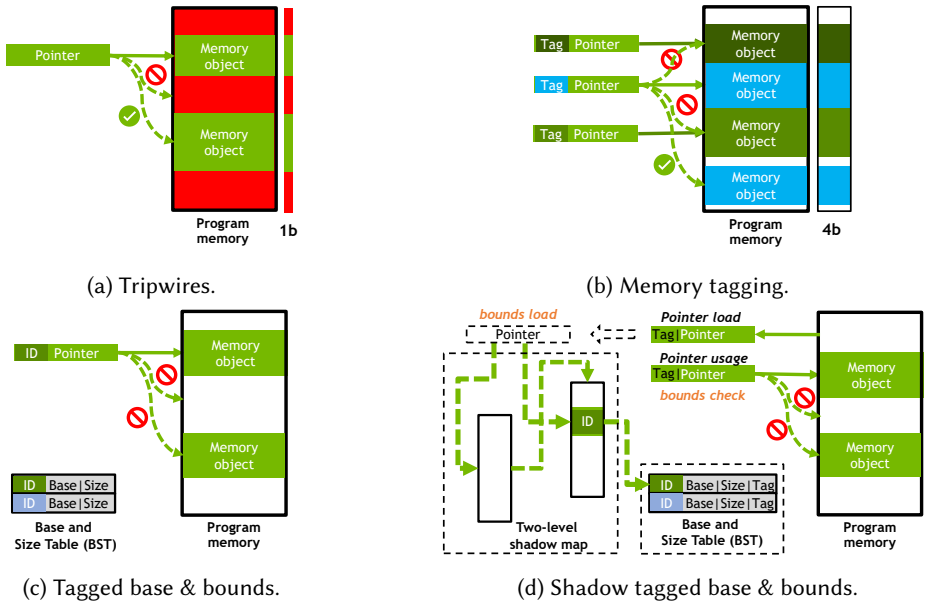 Pointer
Memory
object
Memory
object
Program
memory
1b
(a) Tripwires.
Tag Pointer
Tag Pointer
Tag Pointer
Memory
object
Memory
object
Memory
object
Memory
object
Program
memory
4b
(b) Memory tagging.
ID Pointer
Memory
object
Memory
object
ID Base|Size
ID Base|Size
Base and
Size Table (BST)
Program
memory
(c) Tagged base & bounds.
bounds load
Pointer
Pointer load
Tag|Pointer
Pointer usage
Tag|Pointer
bounds check
Memory
object
Memory
object
ID
Two-level
shadow map
ID Base|Size|Tag
ID Base|Size|Tag
Base and
Size Table (BST)
Program
memory
(d) Shadow tagged base & bounds.